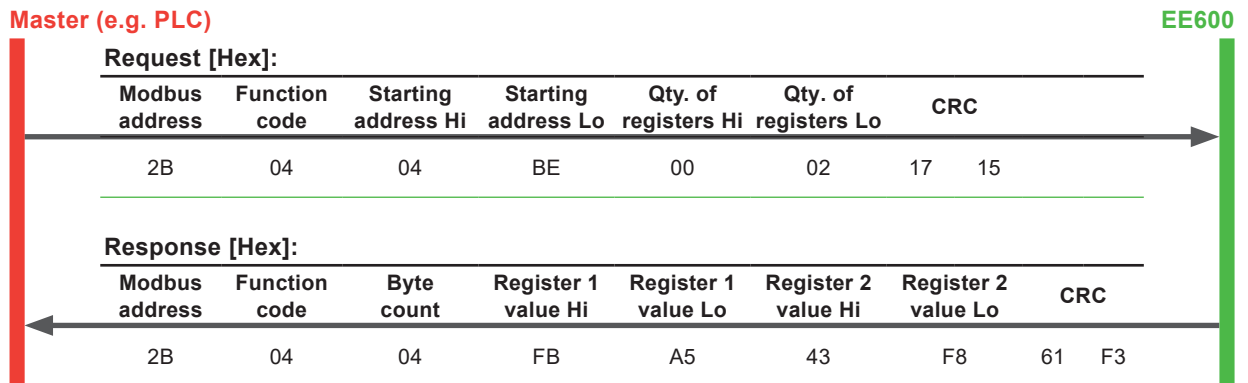 Master (e.g. PLC) EE600
Request [Hex]:
Modbus Function Starting Starting Qty. of Qty. of CRC
address code address Hi address Lo registers Hi registers Lo
2B 04 04 BE 00 02 17 15
Response [Hex]:
Modbus Function Byte Register 1 Register 1 Register 2 Register 2 CRC
address code count value Hi value Lo value Hi value Lo
2B 04 04 FB A5 43 F8 61 F3